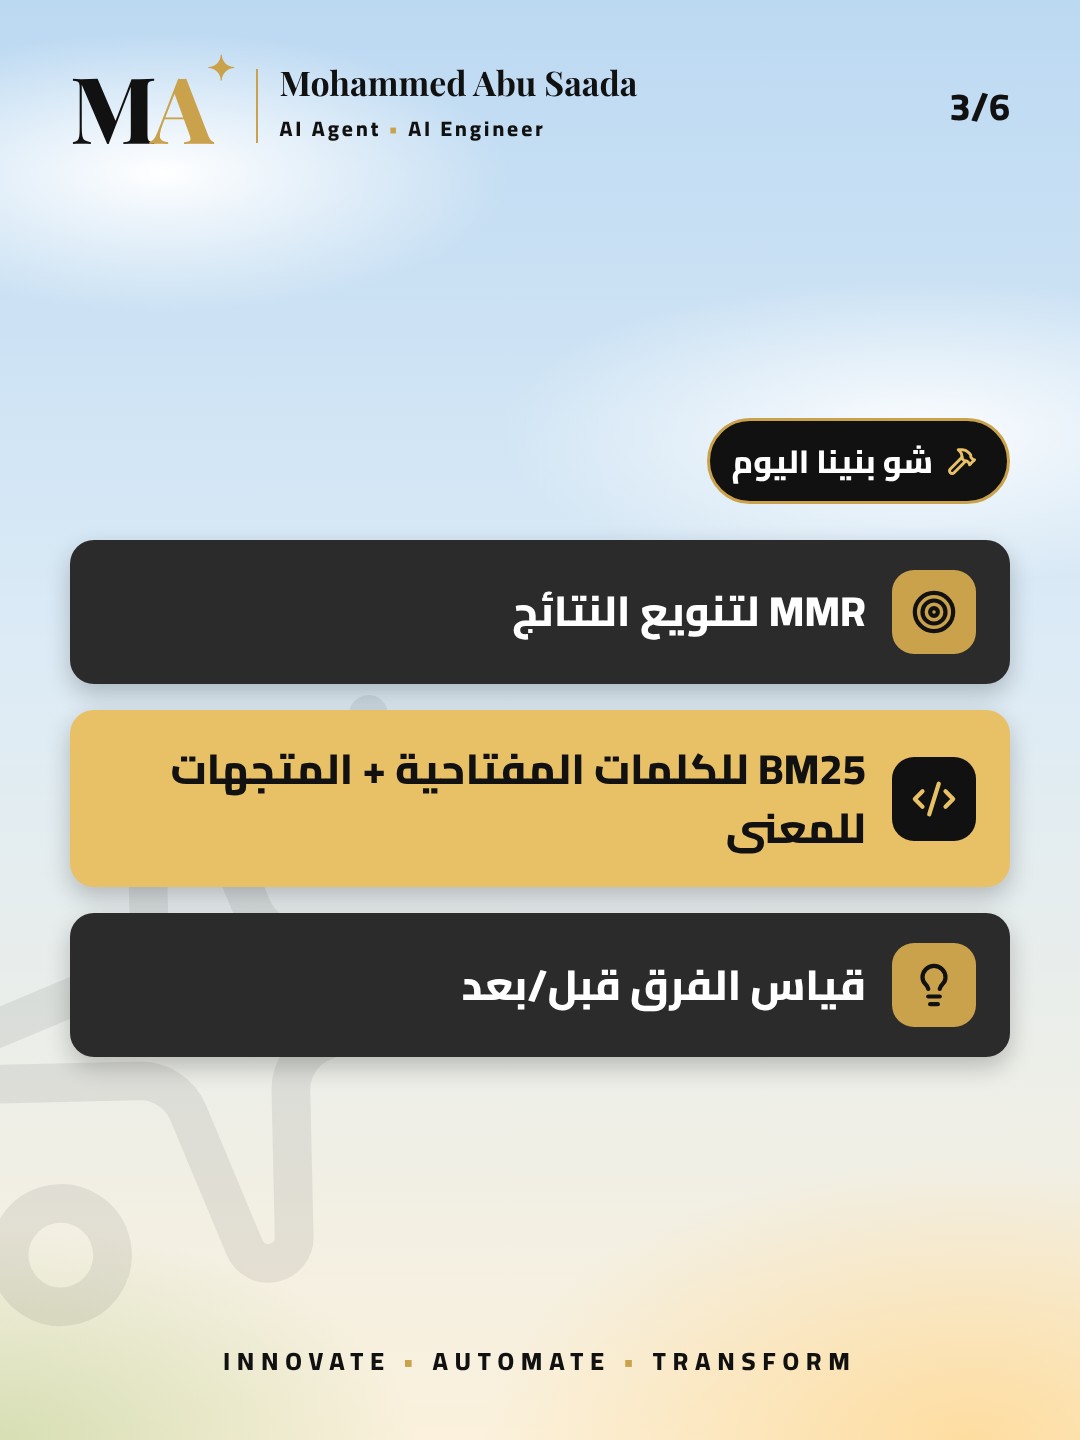 MA
Mohammed Abu Saada
AI Agent ▪ AI Engineer
3/6
شو بنينا اليوم
MMR لتنويع النتائج
BM25 للكلمات المفتاحية + المتجهات
للمعنى
قياس الفرق قبل/بعد
INNOVATE ▪ AUTOMATE ▪ TRANSFORM